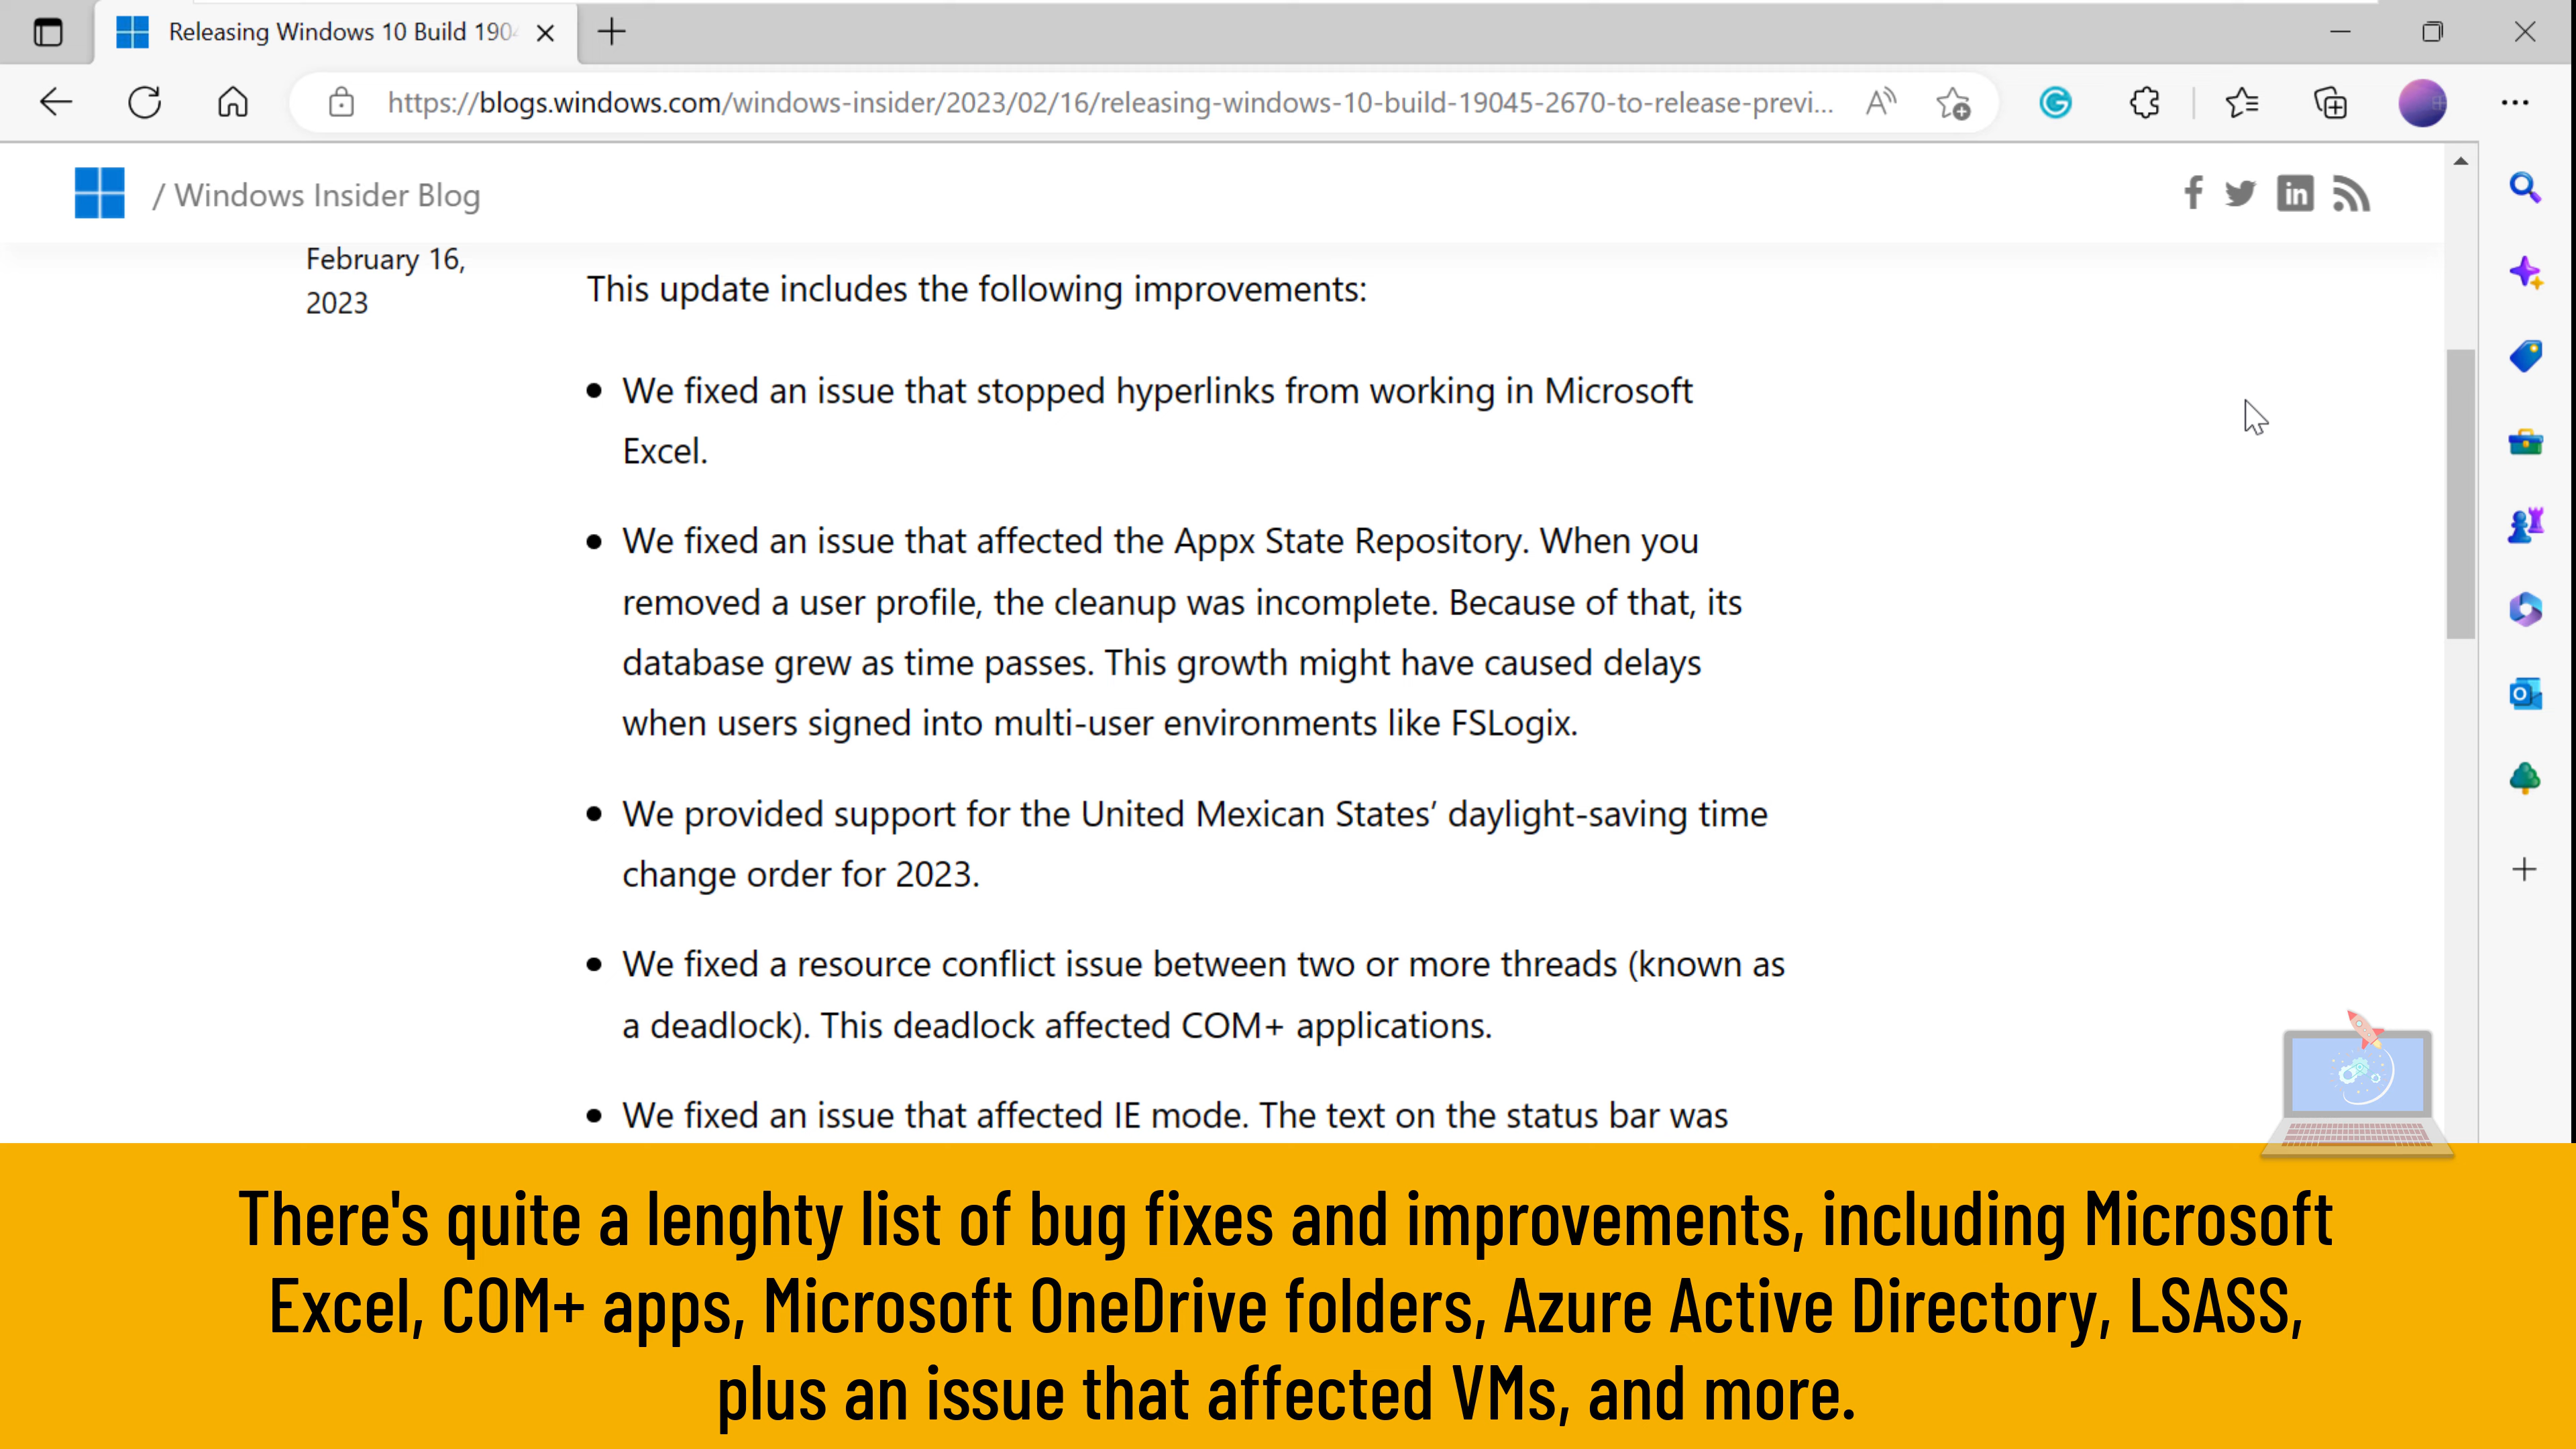 Releasing Windows 10 Build 1904
https://blogs.windows.com/windows-insider/2023/02/16/releasing-windows-10-build-19045-2670-to-release-previ...
/ Windows Insider Blog
February 16,
2023
This update includes the following improvements:
• We fixed an issue that stopped hyperlinks from working in Microsoft
Excel.
• We fixed an issue that affected the Appx State Repository. When you
removed a user profile, the cleanup was incomplete. Because of that, its
database grew as time passes. This growth might have caused delays
when users signed into multi-user environments like FSLogix.
• We provided support for the United Mexican States’ daylight-saving time
change order for 2023.
• We fixed a resource conflict issue between two or more threads (known as
a deadlock). This deadlock affected COM+ applications.
• We fixed an issue that affected IE mode. The text on the status bar was
There's quite a lenghty list of bug fixes and improvements, including Microsoft
Excel, COM+ apps, Microsoft OneDrive folders, Azure Active Directory, LSASS,
plus an issue that affected VMs, and more.